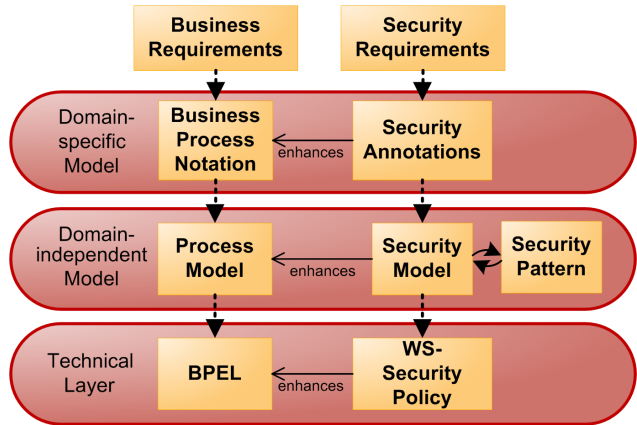 Business
Requirements
Security
Requirements
Domain-
specific
Model
Business
Process
Notation
enhances
Security
Annotations
Domain-
independent
Model
Process
Model
enhances
Security
Model
Security
Pattern
Technical
Layer
BPEL
enhances
WS-
Security
Policy